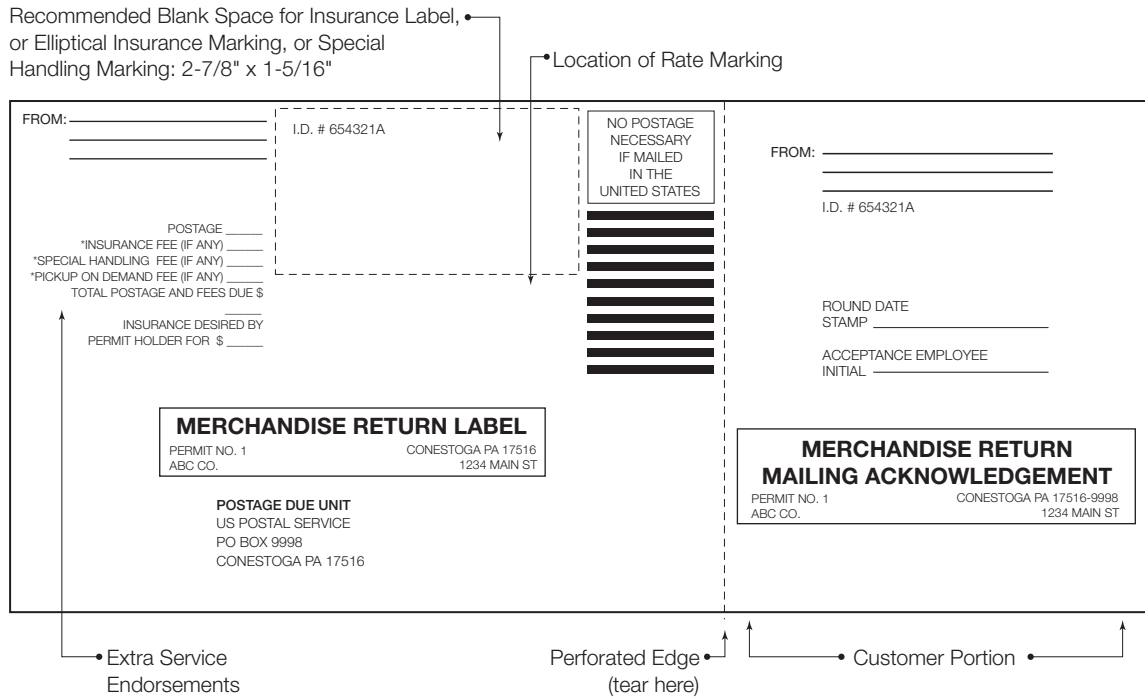 Recommended Blank Space for Insurance Label,
or Elliptical Insurance Marking, or Special
Handling Marking: 2-7/8" x 1-5/16"
Location of Rate Marking
FROM:
I.D. # 654321A
NO POSTAGE
NECESSARY
IF MAILED
IN THE
UNITED STATES
POSTAGE ______
*INSURANCE FEE (IF ANY) ______
*SPECIAL HANDLING FEE (IF ANY) ______
*PICKUP ON DEMAND FEE (IF ANY) ______
TOTAL POSTAGE AND FEES DUE $
______
INSURANCE DESIRED BY
PERMIT HOLDER FOR $ ______
MERCHANDISE RETURN LABEL
PERMIT NO. 1 CONESTOGA PA 17516
ABC CO. 1234 MAIN ST
POSTAGE DUE UNIT
US POSTAL SERVICE
PO BOX 9998
CONESTOGA PA 17516
FROM:
I.D. # 654321A
ROUND DATE
STAMP
ACCEPTANCE EMPLOYEE
INITIAL
MERCHANDISE RETURN
MAILING ACKNOWLEDGEMENT
PERMIT NO. 1 CONESTOGA PA 17516-9998
ABC CO. 1234 MAIN ST
Extra Service
Endorsements
Perforated Edge
(tear here)
Customer Portion